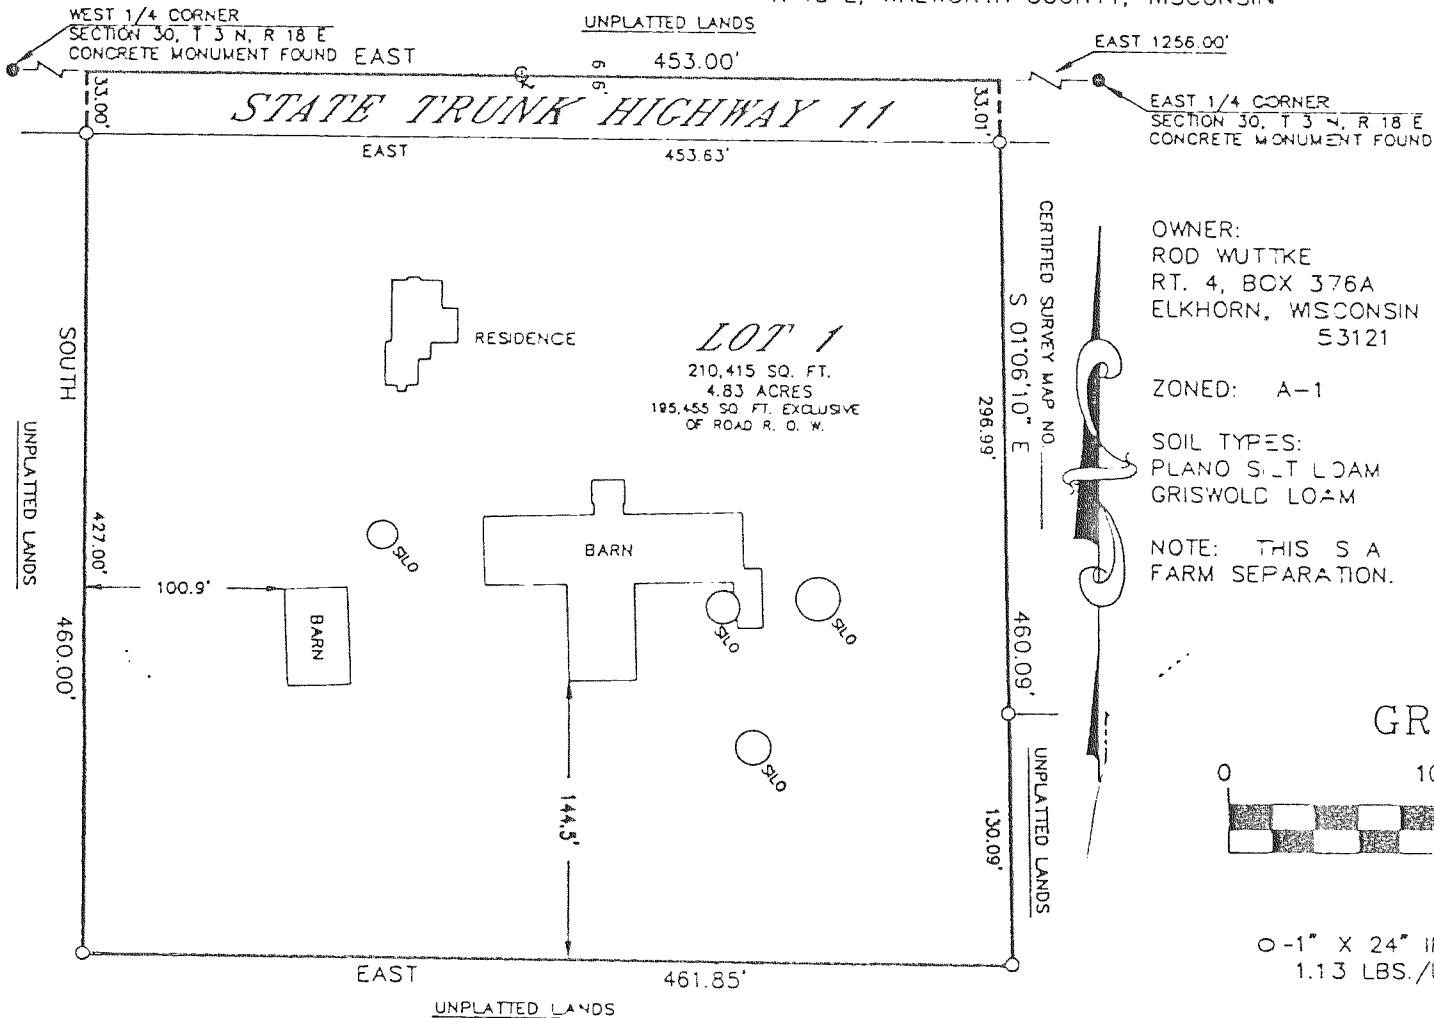 WEST 1/4 CORNER
SECTION 30, T 3 N, R 18 E
CONCRETE MONUMENT FOUND
UNPLATTED LANDS
EAST 453.00'
EAST 1256.00'
EAST 1/4 CORNER
SECTION 30, T 3 N, R 18 E
CONCRETE MONUMENT FOUND
33.00'
66'
33.01'
STATE TRUNK HIGHWAY 11
EAST 453.63'
OWNER:
ROD WUTTKE
RT. 4, BOX 376A
ELKHORN, WISCONSIN
53121
ZONED: A-1
SOIL TYPES:
PLANO SILT LOAM
GRISWOLD LOAM
NOTE: THIS IS A
FARM SEPARATION.
CERTIFIED SURVEY MAP NO.
S 01°06'10" E
296.99'
460.09'
130.09'
UNPLATTED LANDS
RESIDENCE
LOT 1
210,415 SQ. FT.
4.83 ACRES
195,455 SQ. FT. EXCLUSIVE
OF ROAD R. O. W.
SOUTH
UNPLATTED LANDS
427.00'
460.00'
SILO
BARN
100.9'
BARN
SILO
SILO
SILO
144.5'
EAST 461.85'
UNPLATTED LANDS
GR
0 10
O -1" X 24"
1.13 LBS./